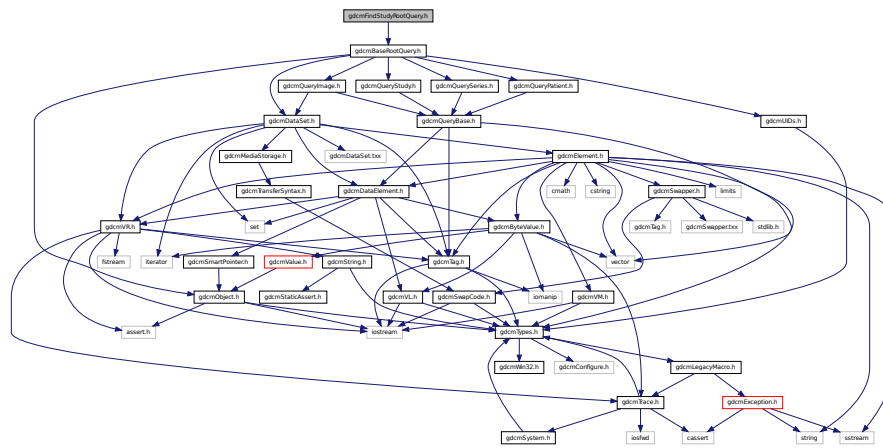 gdcmFindStudyRootQuery.h
gdcmBaseRootQuery.h
gdcmQueryImage.h gdcmQueryStudy.h gdcmQuerySeries.h gdcmQueryPatient.h
gdcmDataSet.h gdcmQueryBase.h gdcmUIDs.h
gdcmMediaStorage.h gdcmDataSet.txx gdcmElement.h
gdcmTransferSyntax.h gdcmDataElement.h cmath cstring gdcmSwapper.h limits
gdcmVR.h set gdcmByteValue.h gdcmTag.h gdcmSwapper.txx stdlib.h
fstream iterator gdcmSmartPointer.h gdcmValue.h gdcmString.h gdcmTag.h vector
gdcmObject.h gdcmStaticAssert.h gdcmVL.h gdcmSwapCode.h iomanip gdcmVM.h
assert.h iostream gdcmTypes.h
gdcmWin32.h gdcmConfigure.h gdcmLegacyMacro.h
gdcmTrace.h gdcmException.h
gdcmSystem.h iosfwd cassert string sstream